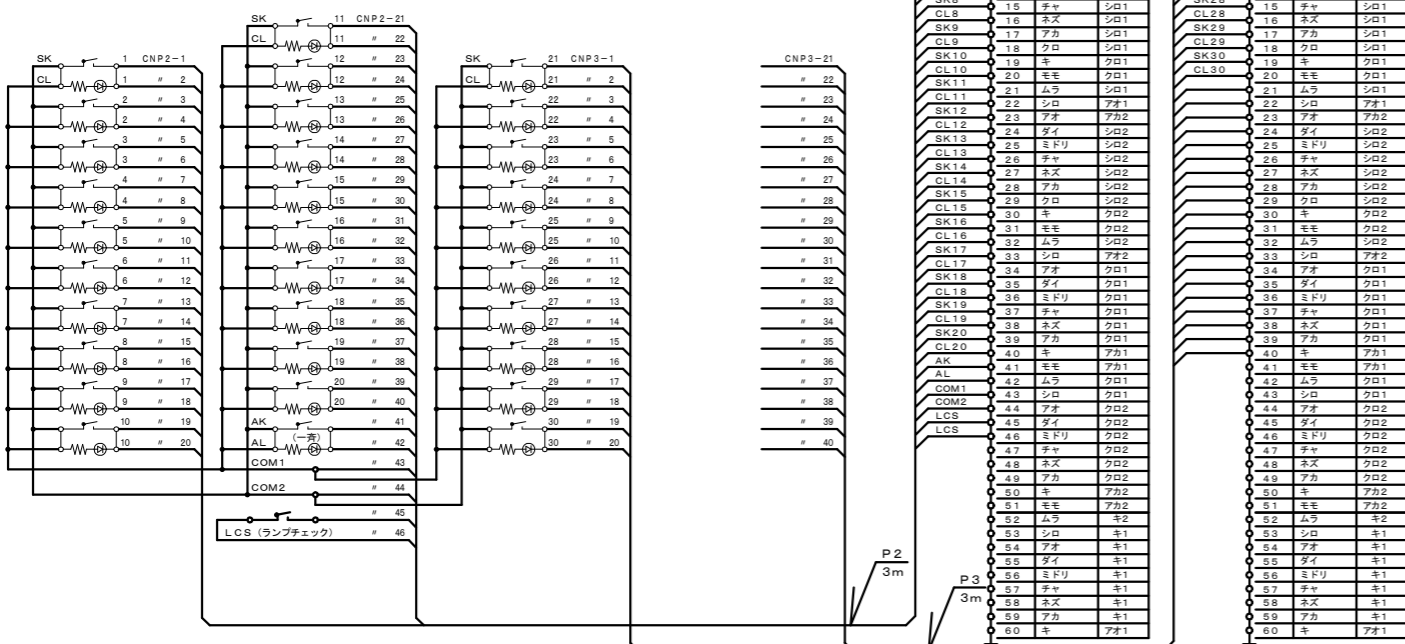 SK 1 CNP2-1
CL 1 〃 2
2 〃 3
2 〃 4
3 〃 5
3 〃 6
4 〃 7
4 〃 8
5 〃 9
5 〃 10
6 〃 11
6 〃 12
7 〃 13
7 〃 14
8 〃 15
8 〃 16
9 〃 17
9 〃 18
10 〃 19
10 〃 20
SK 11 CNP2-21
CL 11 〃 22
12 〃 23
12 〃 24
13 〃 25
13 〃 26
14 〃 27
14 〃 28
15 〃 29
15 〃 30
16 〃 31
16 〃 32
17 〃 33
17 〃 34
18 〃 35
18 〃 36
19 〃 37
19 〃 38
20 〃 39
20 〃 40
AK 〃 41
(一斉)
AL 〃 42
COM1 〃 43
COM2 〃 44
〃 45
LCS (ランプチェック) 〃 46
SK 21 CNP3-1
CL 21 〃 2
22 〃 3
22 〃 4
23 〃 5
23 〃 6
24 〃 7
24 〃 8
25 〃 9
25 〃 10
26 〃 11
26 〃 12
27 〃 13
27 〃 14
28 〃 15
28 〃 16
29 〃 17
29 〃 18
30 〃 19
30 〃 20
CNP3-21
〃 22
〃 23
〃 24
〃 25
〃 26
〃 27
〃 28
〃 29
〃 30
〃 31
〃 32
〃 33
〃 34
〃 35
〃 36
〃 37
〃 38
〃 39
〃 40
P2
3m
P3
3m
SK8 15 チャ シロ1
CL8 16 ネズ シロ1
SK9 17 アカ シロ1
CL9 18 クロ シロ1
SK10 19 キ クロ1
CL10 20 モモ クロ1
SK11 21 ムラ シロ1
CL11 22 シロ アオ1
SK12 23 アオ アカ2
CL12 24 ダイ シロ2
SK13 25 ミドリ シロ2
CL13 26 チャ シロ2
SK14 27 ネズ シロ2
CL14 28 アカ シロ2
SK15 29 クロ シロ2
CL15 30 キ クロ2
SK16 31 モモ クロ2
CL16 32 ムラ シロ2
SK17 33 シロ アオ2
CL17 34 アオ クロ1
SK18 35 ダイ クロ1
CL18 36 ミドリ クロ1
SK19 37 チャ クロ1
CL19 38 ネズ クロ1
SK20 39 アカ クロ1
CL20 40 キ アカ1
AK 41 モモ アカ1
AL 42 ムラ クロ1
COM1 43 シロ クロ1
COM2 44 アオ クロ2
LCS 45 ダイ クロ2
LCS 46 ミドリ クロ2
47 チャ クロ2
48 ネズ クロ2
49 アカ クロ2
50 キ アカ2
51 モモ アカ2
52 ムラ キ2
53 シロ キ1
54 アオ キ1
55 ダイ キ1
56 ミドリ キ1
57 チャ キ1
58 ネズ キ1
59 アカ キ1
60 キ アオ1
SK28 15 チャ シロ1
CL28 16 ネズ シロ1
SK29 17 アカ シロ1
CL29 18 クロ シロ1
SK30 19 キ クロ1
CL30 20 モモ クロ1
21 ムラ シロ1
22 シロ アオ1
23 アオ アカ2
24 ダイ シロ2
25 ミドリ シロ2
26 チャ シロ2
27 ネズ シロ2
28 アカ シロ2
29 クロ シロ2
30 キ クロ2
31 モモ クロ2
32 ムラ シロ2
33 シロ アオ2
34 アオ クロ1
35 ダイ クロ1
36 ミドリ クロ1
37 チャ クロ1
38 ネズ クロ1
39 アカ クロ1
40 キ アカ1
41 モモ アカ1
42 ムラ クロ1
43 シロ クロ1
44 アオ クロ2
45 ダイ クロ2
46 ミドリ クロ2
47 チャ クロ2
48 ネズ クロ2
49 アカ クロ2
50 キ アカ2
51 モモ アカ2
52 ムラ キ2
53 シロ キ1
54 アオ キ1
55 ダイ キ1
56 ミドリ キ1
57 チャ キ1
58 ネズ キ1
59 アカ キ1
60 キ アオ1